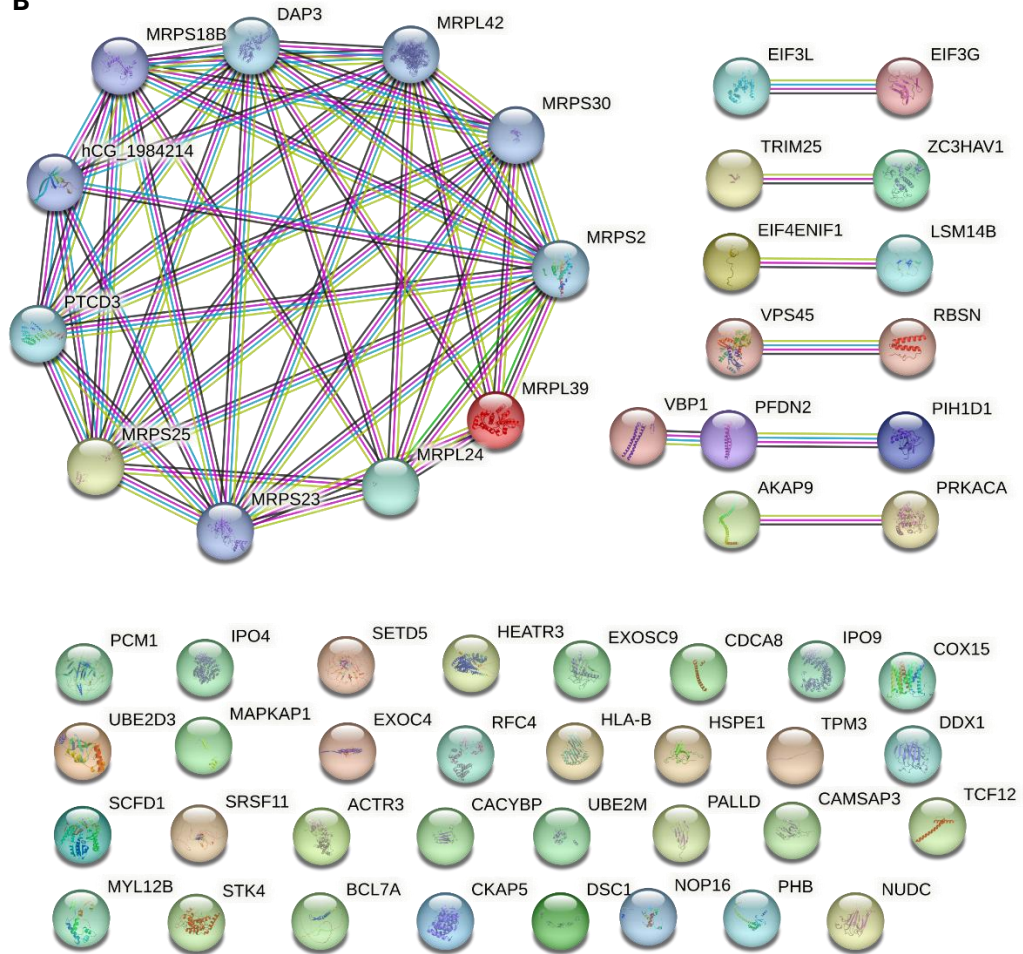 B
DAP3
MRPS18B
MRPL42
MRPS30
hCG_1984214
MRPS2
PTCD3
MRPL39
MRPS25
MRPL24
MRPS23
EIF3L EIF3G
TRIM25 ZC3HAV1
EIF4ENIF1 LSM14B
VPS45 RBSN
VBP1 PFDN2 PIH1D1
AKAP9 PRKACA
PCM1 IPO4 SETD5 HEATR3 EXOSC9 CDCA8 IPO9 COX15
UBE2D3 MAPKAP1 EXOC4 RFC4 HLA-B HSPE1 TPM3 DDX1
SCFD1 SRSF11 ACTR3 CACYBP UBE2M PALLD CAMSAP3 TCF12
MYL12B STK4 BCL7A CKAP5 DSC1 NOP16 PHB NUDC